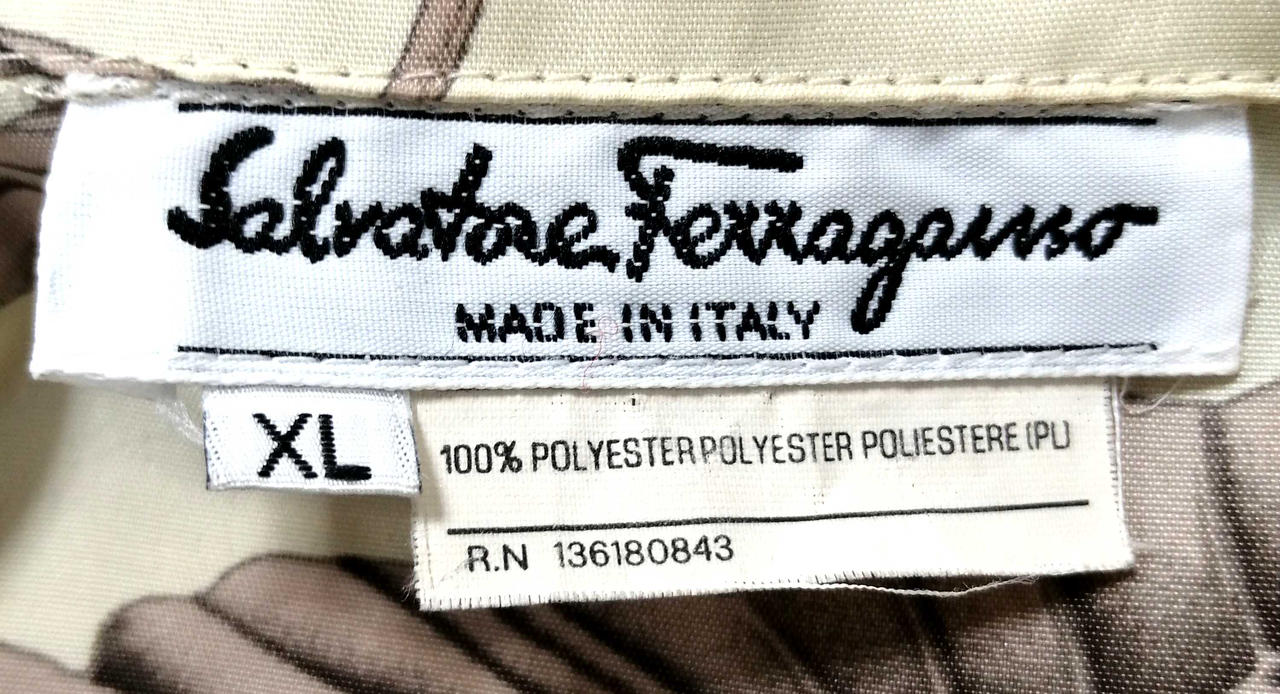 Salvatore Ferragamo
MADE IN ITALY
XL
100% POLYESTER POLYESTER POLIESTERE (PL)
R.N 136180843